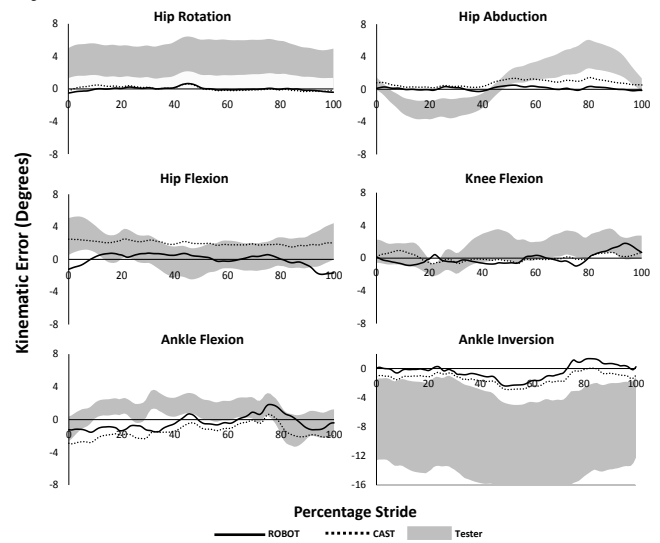 Hip Rotation
8
4
0
-4
-8
0 20 40 60 80 100
Hip Abduction
8
4
0
-4
-8
0 20 40 60 80 100
Hip Flexion
8
4
0
-4
-8
0 20 40 60 80 100
Knee Flexion
8
4
0
-4
-8
0 20 40 60 80 100
Ankle Flexion
8
4
0
-4
-8
0 20 40 60 80 100
Ankle Inversion
0
-4
-8
-12
-16
0 20 40 60 80 100
Kinematic Error (Degrees)
Percentage Stride
ROBOT CAST Tester